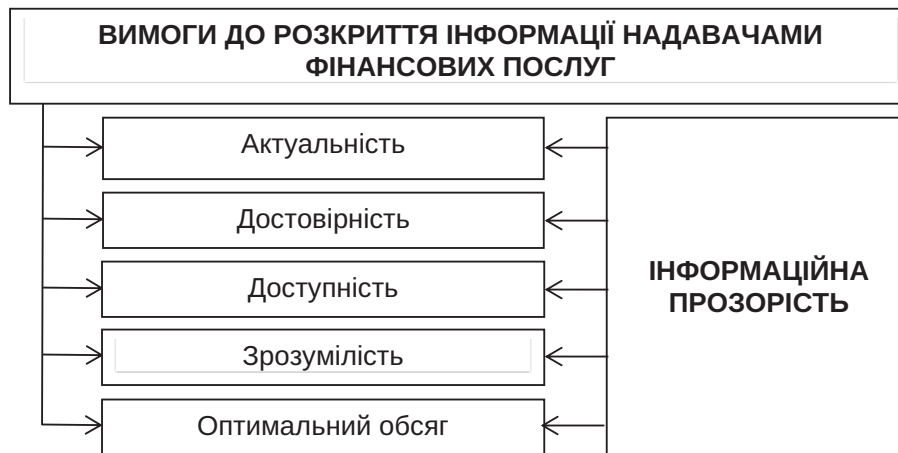 ВИМОГИ ДО РОЗКРИТТЯ ІНФОРМАЦІЇ НАДАВАЧАМИ
ФІНАНСОВИХ ПОСЛУГ
Актуальність
Достовірність
Доступність
Зрозумілість
Оптимальний обсяг
ІНФОРМАЦІЙНА
ПРОЗОРІСТЬ